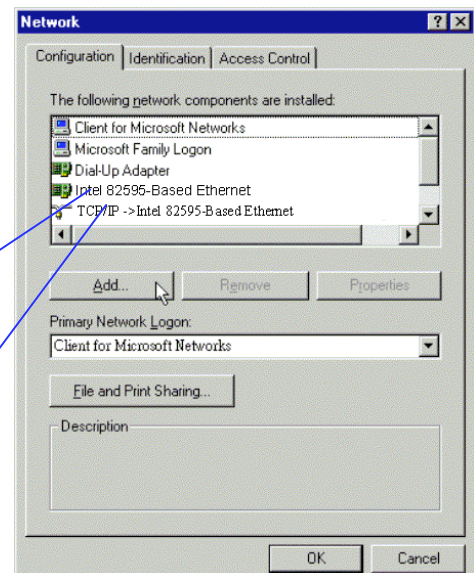 Network
Configuration Identification Access Control
The following network components are installed:
Client for Microsoft Networks
Microsoft Family Logon
Dial-Up Adapter
Intel 82595-Based Ethernet
TCP/IP ->Intel 82595-Based Ethernet
Add... Remove Properties
Primary Network Logon:
Client for Microsoft Networks
File and Print Sharing...
Description
OK Cancel